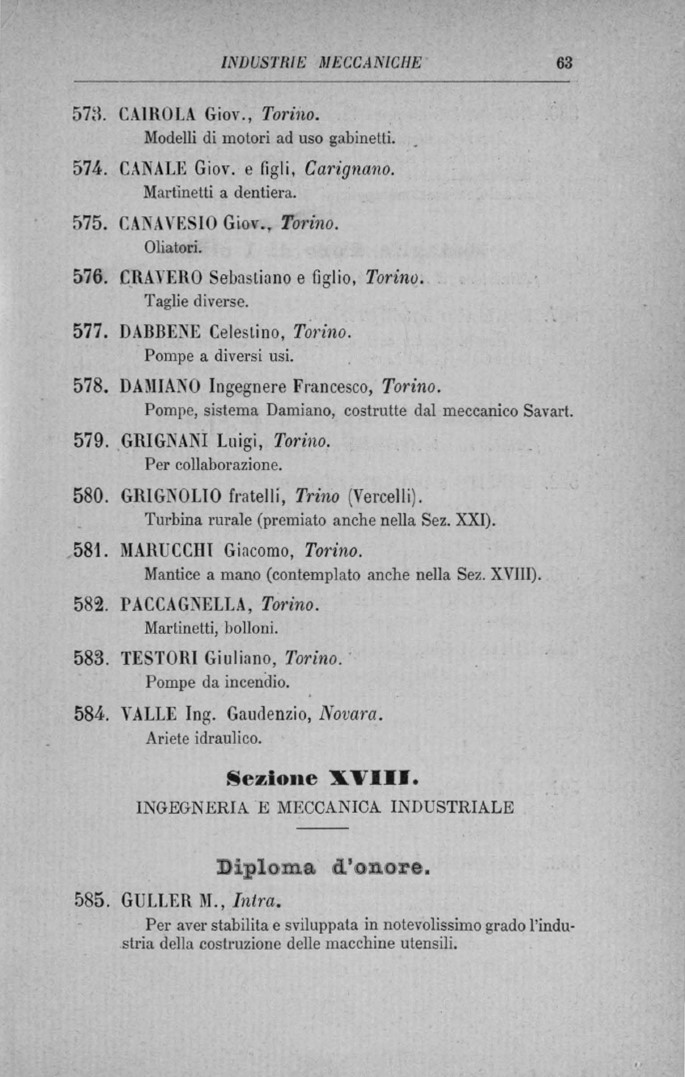 INDUSTRIE MECCANICHE 63
573. CAIROLA Giov., Torino.
Modelli di motori ad uso gabinetti.
574. CANALE Giov. e figli, Carignano.
Martinetti a dentiera.
575. CANAVESIO Giov., Torino.
Oliatori.
576. CRAVERO Sebastiano e figlio, Torino.
Taglie diverse.
577. DABBENE Celestino, Torino.
Pompe a diversi usi.
578. DAMIANO Ingegnere Francesco, Torino.
Pompe, sistema Damiano, costrutte dal meccanico Savart.
579. GRIGNANI Luigi, Torino.
Per collaborazione.
580. GRIGNOLIO fratelli, Trino (Vercelli).
Turbina rurale (premiato anche nella Sez. XXI).
581. MARUCCHI Giacomo, Torino.
Mantice a mano (contemplato anche nella Sez. XVIII).
582. PACCAGNELLA, Torino.
Martinetti, bolloni.
583. TESTORI Giuliano, Torino.
Pompe da incendio.
584. VALLE Ing. Gaudenzio, Novara.
Ariete idraulico.
Sezione XVIII.
INGEGNERIA E MECCANICA INDUSTRIALE
Diploma d'onore.
585. GULLER M., Intra.
Per aver stabilita e sviluppata in notevolissimo grado l'indu-
stria della costruzione delle macchine utensili.